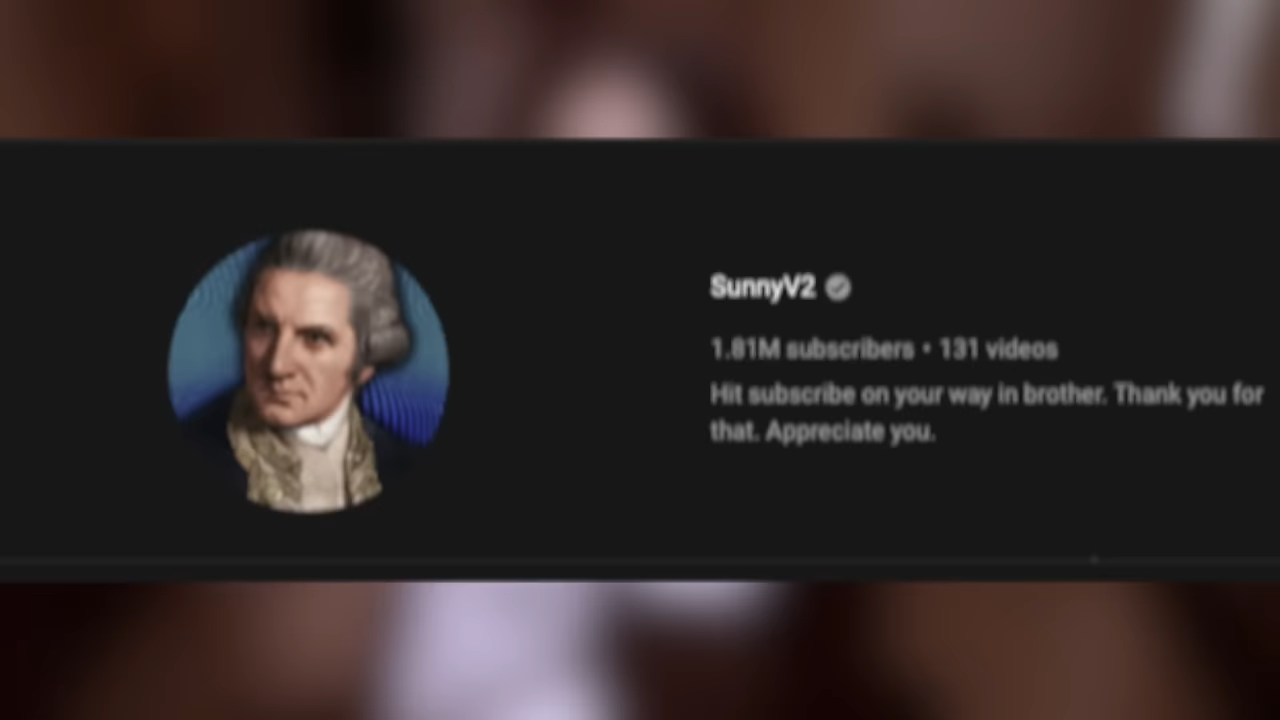 SunnyV2
1.81M subscribers • 131 videos
Hit subscribe on your way in brother. Thank you for
that. Appreciate you.